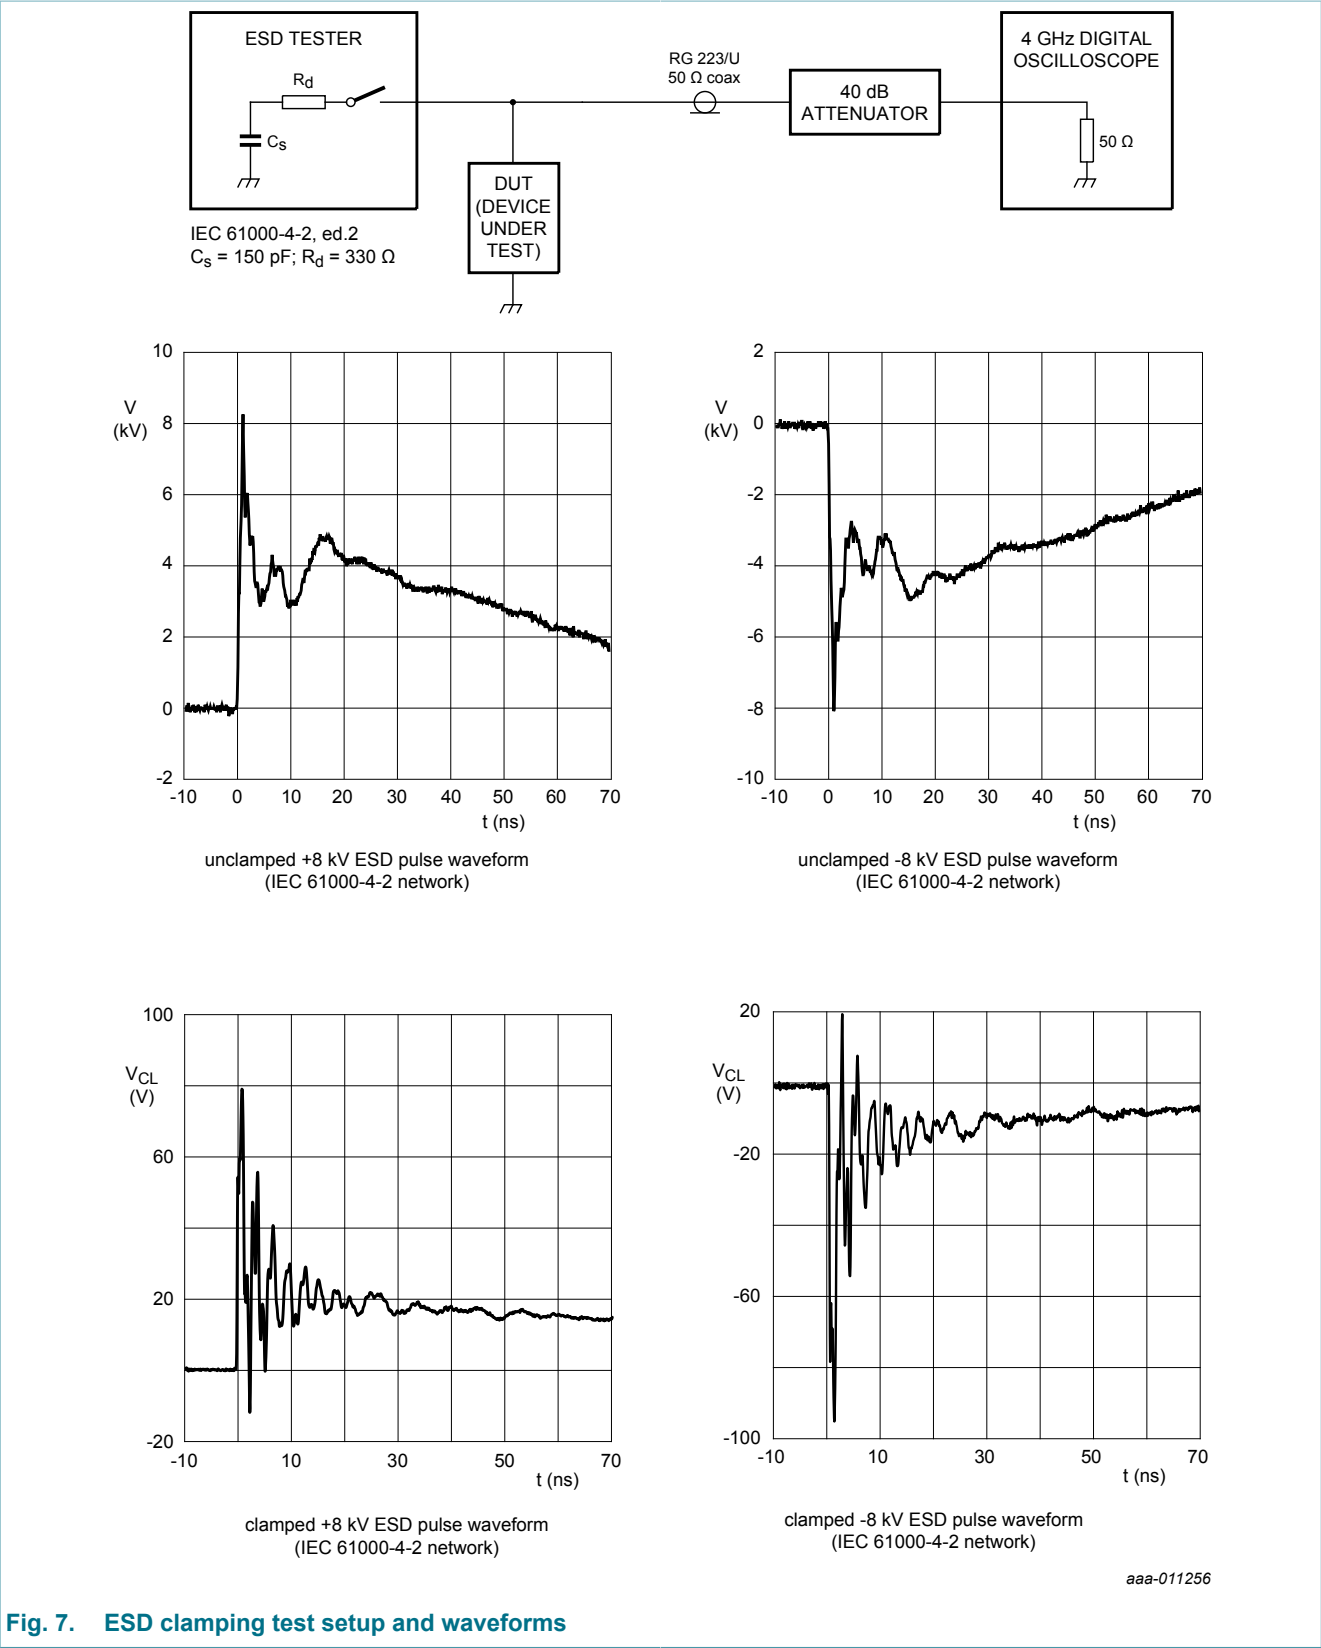 ESD TESTER
Rd
Cs
IEC 61000-4-2, ed.2
Cs = 150 pF; Rd = 330 Ω
DUT
(DEVICE
UNDER
TEST)
RG 223/U
50 Ω coax
40 dB
ATTENUATOR
4 GHz DIGITAL
OSCILLOSCOPE
50 Ω
V
(kV)
10
8
6
4
2
0
-2
-10 0 10 20 30 40 50 60 70
t (ns)
unclamped +8 kV ESD pulse waveform
(IEC 61000-4-2 network)
V
(kV)
2
0
-2
-4
-6
-8
-10
-10 0 10 20 30 40 50 60 70
t (ns)
unclamped -8 kV ESD pulse waveform
(IEC 61000-4-2 network)
VCL
(V)
100
60
20
-20
-10 10 30 50 70
t (ns)
clamped +8 kV ESD pulse waveform
(IEC 61000-4-2 network)
VCL
(V)
20
-20
-60
-100
-10 10 30 50 70
t (ns)
clamped -8 kV ESD pulse waveform
(IEC 61000-4-2 network)
aaa-011256
Fig. 7. ESD clamping test setup and waveforms